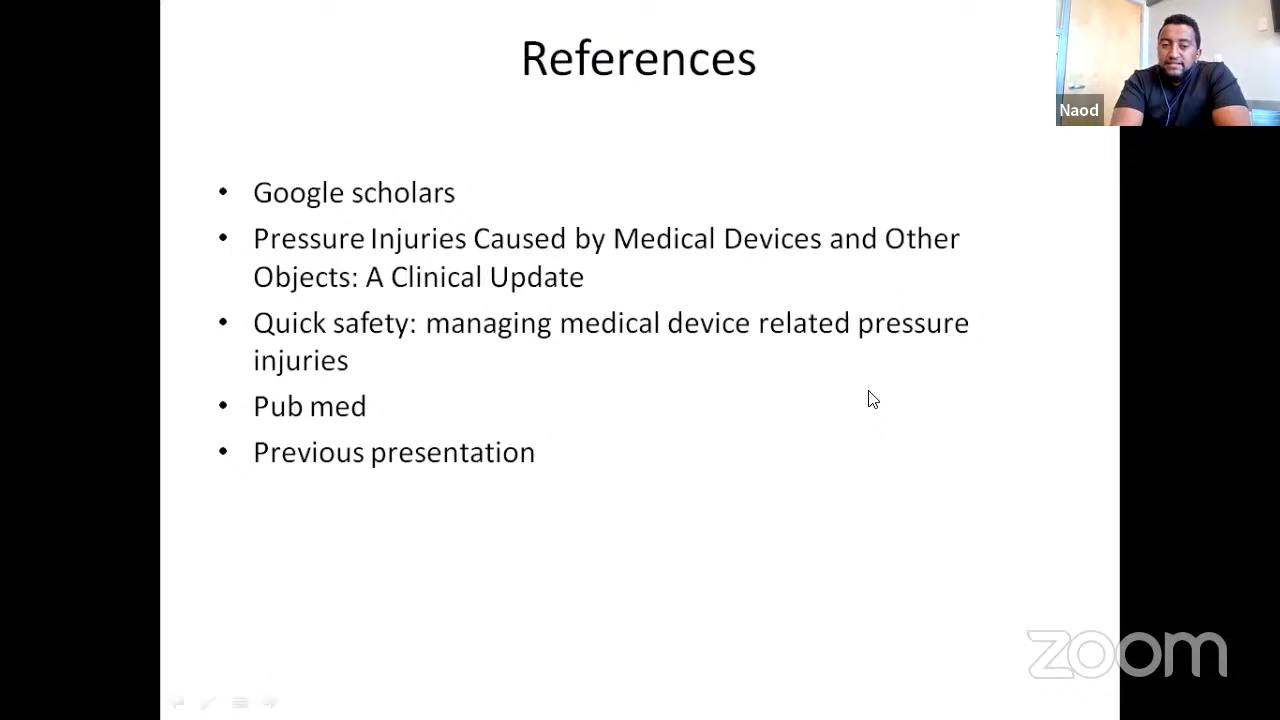 References
Naod
• Google scholars
• Pressure Injuries Caused by Medical Devices and Other
Objects: A Clinical Update
• Quick safety: managing medical device related pressure
injuries
• Pub med
• Previous presentation
zoom